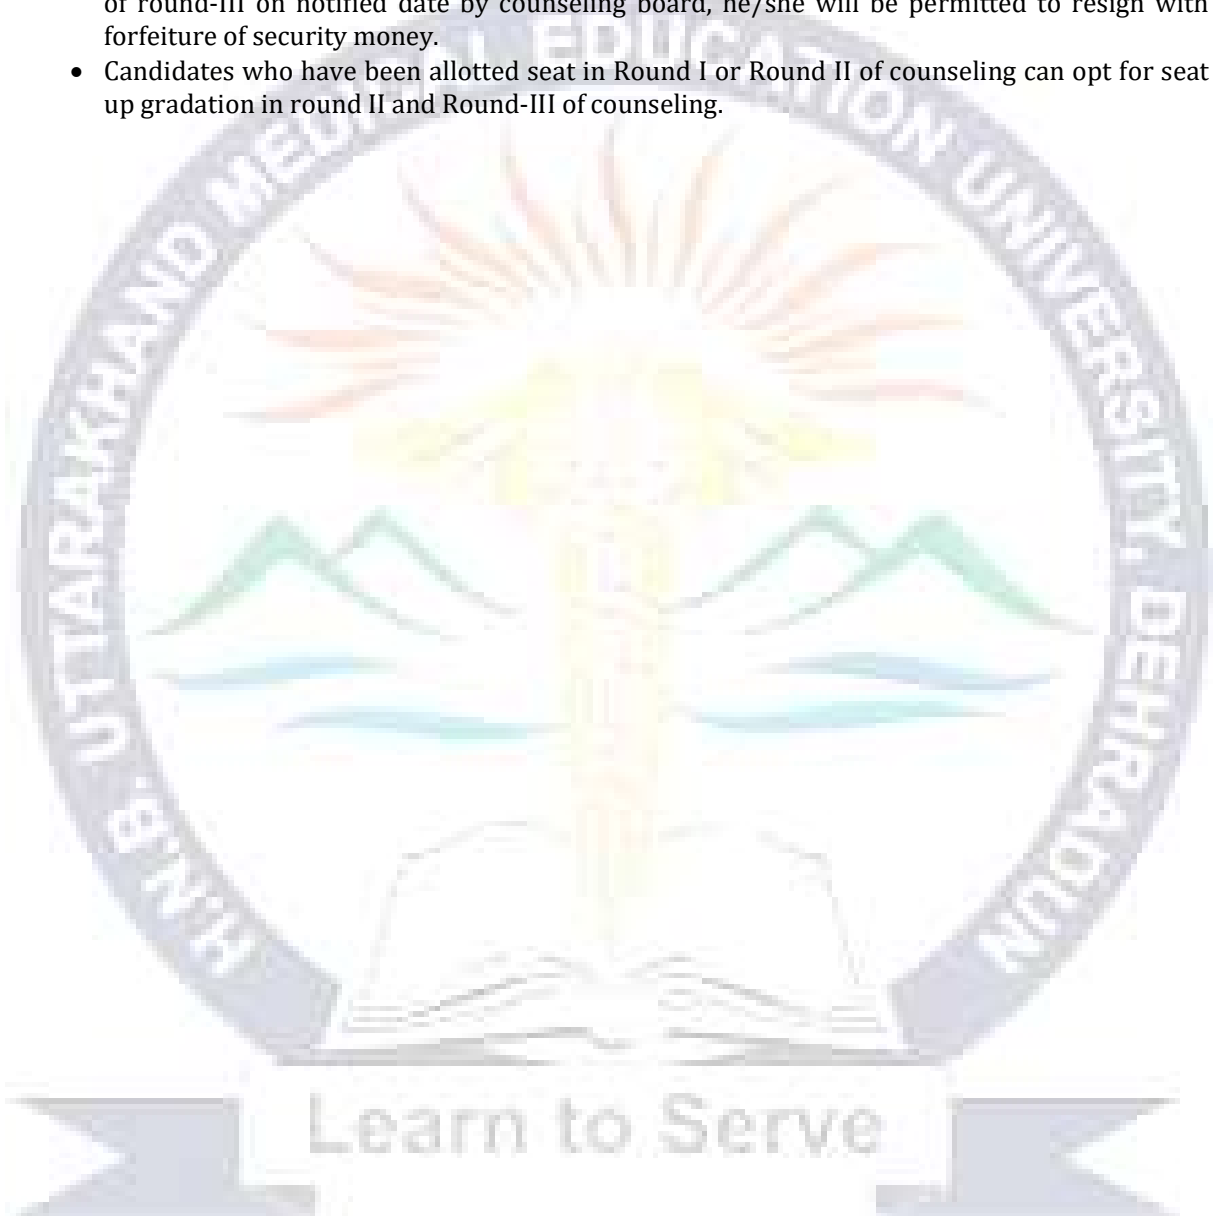 of round-III on notified date by counseling board, he/she will be permitted to resign with
forfeiture of security money.
• Candidates who have been allotted seat in Round I or Round II of counseling can opt for seat
up gradation in round II and Round-III of counseling.
H.N.B. UTTARAKHAND MEDICAL EDUCATION UNIVERSITY DEHRADUN
Learn to Serve